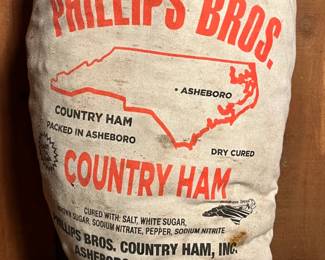 PHILLIPS BROS.
• ASHEBORO
COUNTRY HAM
PACKED IN ASHEBORO
DRY CURED
COUNTRY HAM
CURED WITH: SALT, WHITE SUGAR,
BROWN SUGAR, SODIUM NITRATE, PEPPER, SODIUM NITRITE
PHILLIPS BROS. COUNTRY HAM, INC.
ASHEBORO